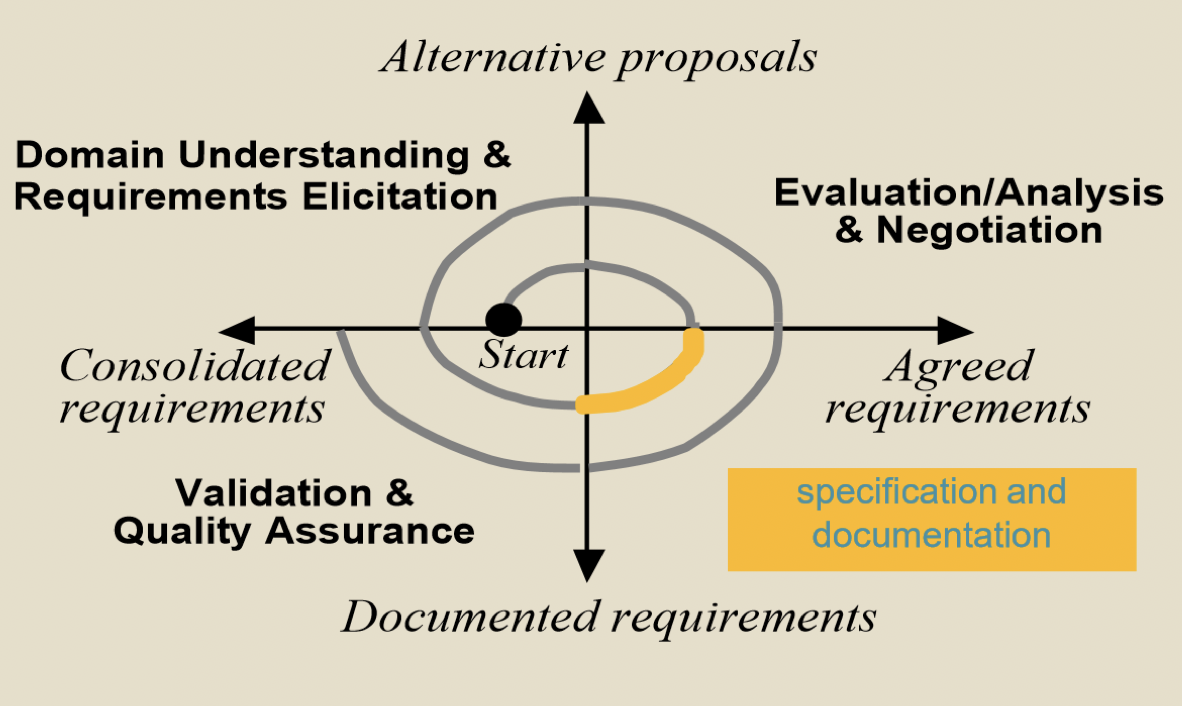 Alternative proposals
Domain Understanding &
Requirements Elicitation
Evaluation/Analysis
& Negotiation
Start
Consolidated
requirements
Agreed
requirements
Validation &
Quality Assurance
specification and
documentation
Documented requirements